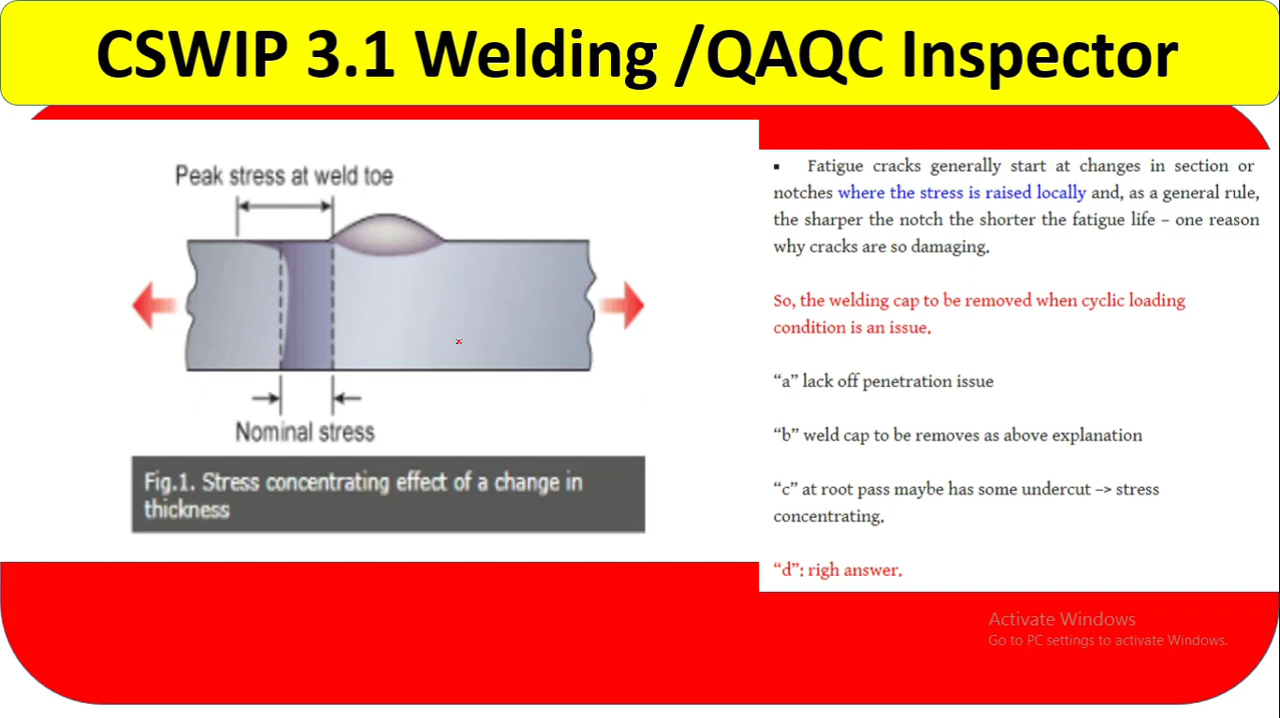 CSWIP 3.1 Welding /QAQC Inspector
Peak stress at weld toe
Nominal stress
Fig.1. Stress concentrating effect of a change in
thickness
▪ Fatigue cracks generally start at changes in section or
notches where the stress is raised locally and, as a general rule,
the sharper the notch the shorter the fatigue life – one reason
why cracks are so damaging.
So, the welding cap to be removed when cyclic loading
condition is an issue.
“a” lack off penetration issue
“b” weld cap to be removes as above explanation
“c” at root pass maybe has some undercut –> stress
concentrating.
“d”: righ answer.
Activate Windows
Go to PC settings to activate Windows.